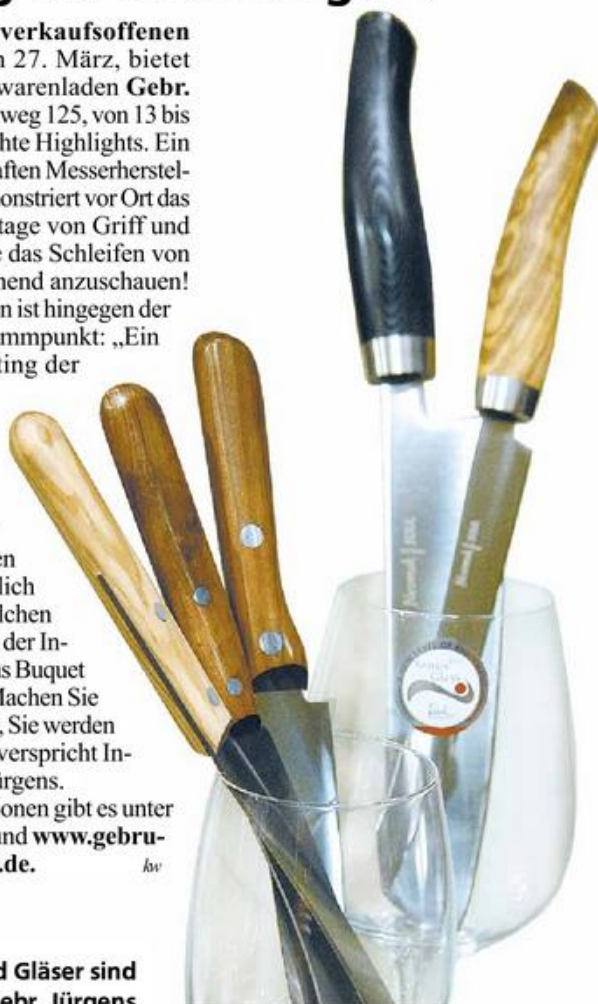 verkaufsoffenen
27. März, bietet
warenladen Gebr.
weg 125, von 13 bis
hte Highlights. Ein
aften Messerherstel-
onstriert vor Ort das
tage von Griff und
das Schleifen von
hend anzuschauen!
n ist hingegen der
mmpunkt: „Ein
ting der
en
lich
lchen
der In-
s Buquet
Machen Sie
, Sie werden
verspricht In-
ürgens.
onen gibt es unter
und www.gebru-
.de. kw
d Gläser sind
ebr. Jürgens